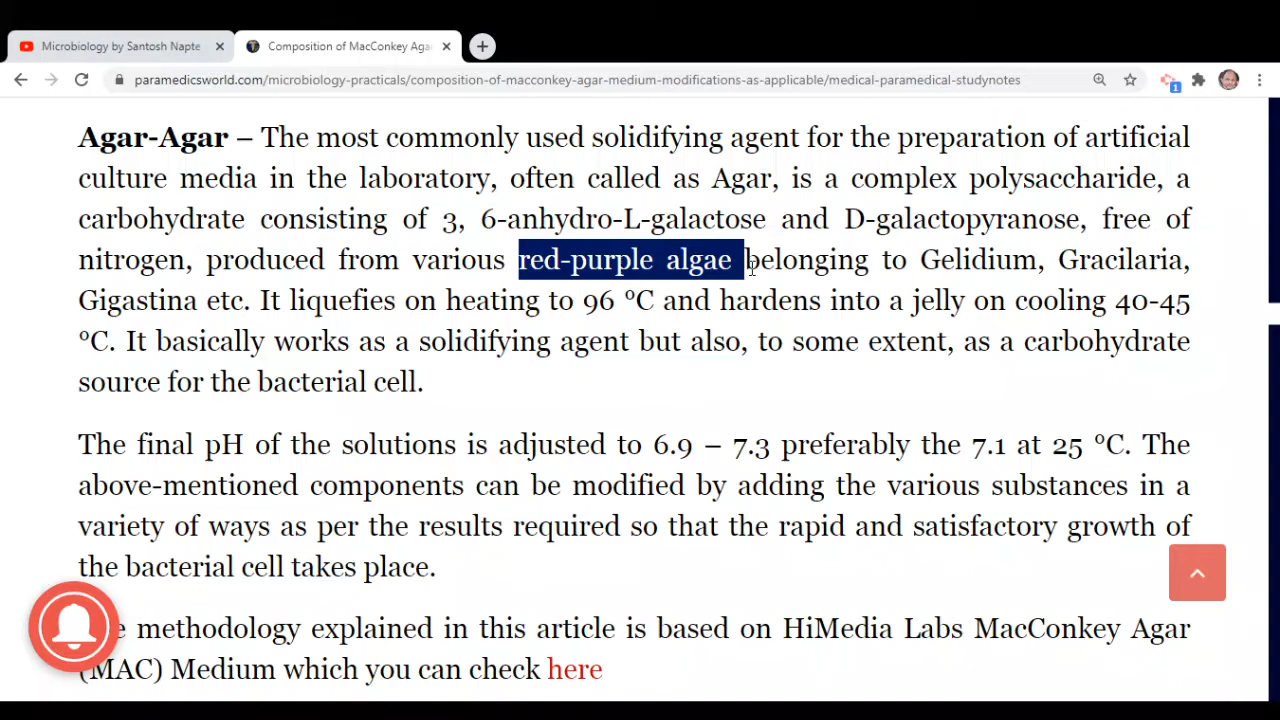 Microbiology by Santosh Napte
Composition of MacConkey Aga
paramedicsworld.com/microbiology-practicals/composition-of-macconkey-agar-medium-modifications-as-applicable/medical-paramedical-studynotes
1
Agar-Agar – The most commonly used solidifying agent for the preparation of artificial
culture media in the laboratory, often called as Agar, is a complex polysaccharide, a
carbohydrate consisting of 3, 6-anhydro-L-galactose and D-galactopyranose, free of
nitrogen, produced from various red-purple algae belonging to Gelidium, Gracilaria,
Gigastina etc. It liquefies on heating to 96 °C and hardens into a jelly on cooling 40-45
°C. It basically works as a solidifying agent but also, to some extent, as a carbohydrate
source for the bacterial cell.
The final pH of the solutions is adjusted to 6.9 – 7.3 preferably the 7.1 at 25 °C. The
above-mentioned components can be modified by adding the various substances in a
variety of ways as per the results required so that the rapid and satisfactory growth of
the bacterial cell takes place.
methodology explained in this article is based on HiMedia Labs MacConkey Agar
(MAC) Medium which you can check here